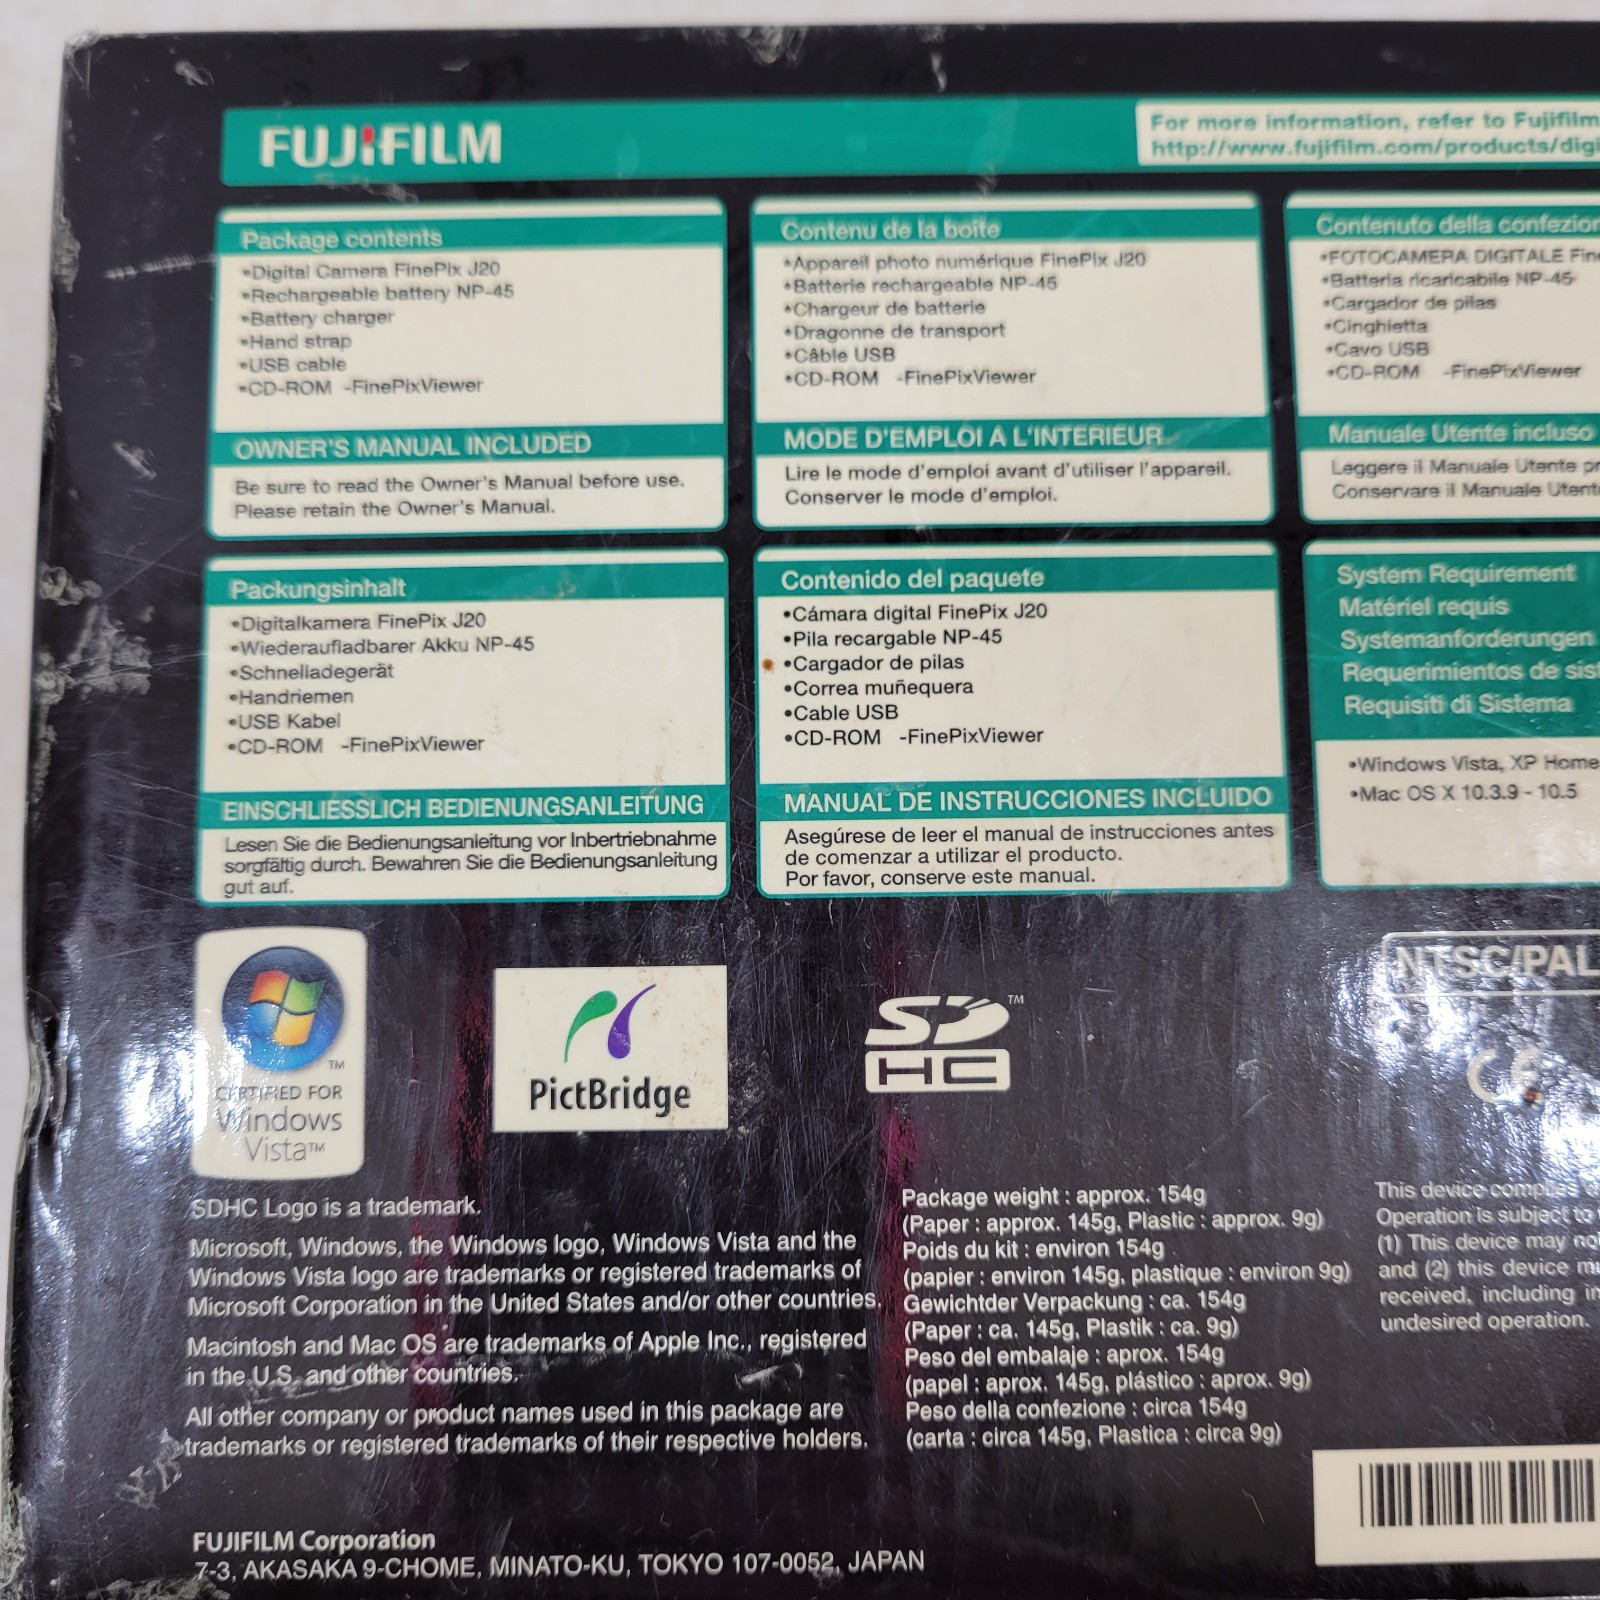 FUJIFILM
For more information, refer to Fujifilm
http://www.fujifilm.com/products/digi
Package contents
•Digital Camera FinePix J20
•Rechargeable battery NP-45
•Battery charger
•Hand strap
•USB cable
•CD-ROM -FinePixViewer
OWNER'S MANUAL INCLUDED
Be sure to read the Owner's Manual before use.
Please retain the Owner's Manual.
Contenu de la boîte
•Appareil photo numérique FinePix J20
•Batterie rechargeable NP-45
•Chargeur de batterie
•Dragonne de transport
•Câble USB
•CD-ROM -FinePixViewer
MODE D'EMPLOI A L'INTERIEUR
Lire le mode d'emploi avant d'utiliser l'appareil.
Conserver le mode d'emploi.
Contenuto della confezion
•FOTOCAMERA DIGITALE Fine
•Batteria ricaricabile NP-45
•Cargador de pilas
•Cinghietta
•Cavo USB
•CD-ROM -FinePixViewer
Manuale Utente incluso
Leggere il Manuale Utente pr
Conservare il Manuale Utent
Packungsinhalt
•Digitalkamera FinePix J20
•Wiederaufladbarer Akku NP-45
•Schnelladegerät
•Handriemen
•USB Kabel
•CD-ROM -FinePixViewer
EINSCHLIESSLICH BEDIENUNGSANLEITUNG
Lesen Sie die Bedienungsanleitung vor Inbertriebnahme
sorgfältig durch. Bewahren Sie die Bedienungsanleitung
gut auf.
Contenido del paquete
•Cámara digital FinePix J20
•Pila recargable NP-45
•Cargador de pilas
•Correa muñequera
•Cable USB
•CD-ROM -FinePixViewer
MANUAL DE INSTRUCCIONES INCLUIDO
Asegúrese de leer el manual de instrucciones antes
de comenzar a utilizar el producto.
Por favor, conserve este manual.
System Requirement
Matériel requis
Systemanforderungen
Requerimientos de sist
Requisiti di Sistema
•Windows Vista, XP Home
•Mac OS X 10.3.9 - 10.5
TM
CERTIFIED FOR
Windows
Vista™
PictBridge
SD™
HC
NTSC/PAL
CE
SDHC Logo is a trademark.
Microsoft, Windows, the Windows logo, Windows Vista and the
Windows Vista logo are trademarks or registered trademarks of
Microsoft Corporation in the United States and/or other countries.
Macintosh and Mac OS are trademarks of Apple Inc., registered
in the U.S. and other countries.
All other company or product names used in this package are
trademarks or registered trademarks of their respective holders.
Package weight : approx. 154g
(Paper : approx. 145g, Plastic : approx. 9g)
Poids du kit : environ 154g
(papier : environ 145g, plastique : environ 9g)
Gewichtder Verpackung : ca. 154g
(Paper : ca. 145g, Plastik : ca. 9g)
Peso del embalaje : aprox. 154g
(papel : aprox. 145g, plástico : aprox. 9g)
Peso della confezione : circa 154g
(carta : circa 145g, Plastica : circa 9g)
This device complies
Operation is subject to
(1) This device may no
and (2) this device m
received, including in
undesired operation.
FUJIFILM Corporation
7-3, AKASAKA 9-CHOME, MINATO-KU, TOKYO 107-0052, JAPAN